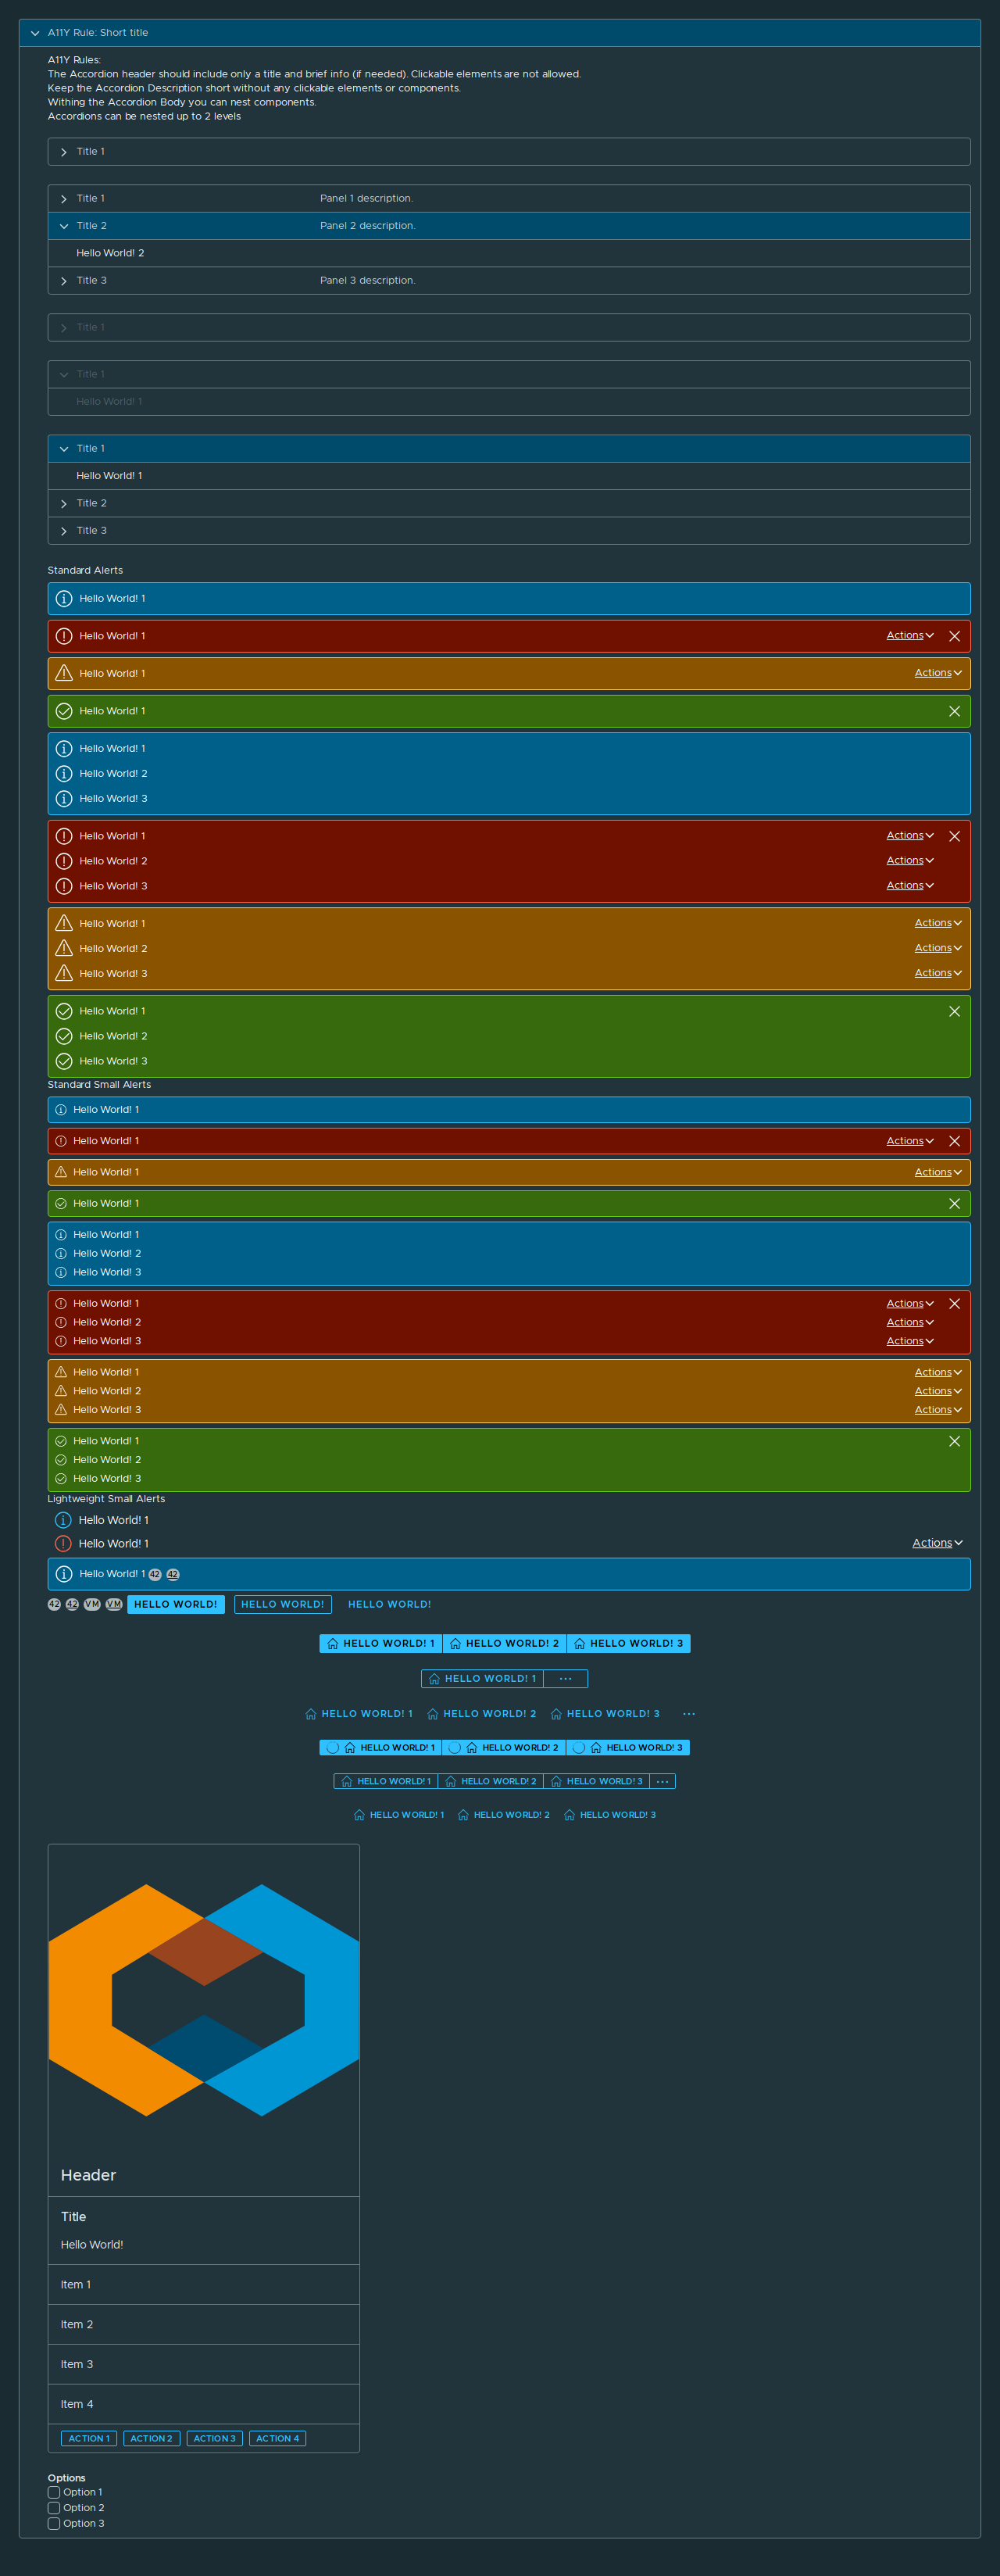 A11Y Rule: Short title
A11Y Rules:
The Accordion header should include only a title and brief info (if needed). Clickable elements are not allowed.
Keep the Accordion Description short without any clickable elements or components.
Withing the Accordion Body you can nest components.
Accordions can be nested up to 2 levels
Title 1
Title 1 Panel 1 description.
Title 2 Panel 2 description.
Hello World! 2
Title 3 Panel 3 description.
Title 1
Title 1
Hello World! 1
Title 1
Hello World! 1
Title 2
Title 3
Standard Alerts
Hello World! 1
Hello World! 1 Actions
Hello World! 1 Actions
Hello World! 1
Hello World! 1
Hello World! 2
Hello World! 3
Hello World! 1 Actions
Hello World! 2 Actions
Hello World! 3 Actions
Hello World! 1 Actions
Hello World! 2 Actions
Hello World! 3 Actions
Hello World! 1
Hello World! 2
Hello World! 3
Standard Small Alerts
Hello World! 1
Hello World! 1 Actions
Hello World! 1 Actions
Hello World! 1
Hello World! 1
Hello World! 2
Hello World! 3
Hello World! 1 Actions
Hello World! 2 Actions
Hello World! 3 Actions
Hello World! 1 Actions
Hello World! 2 Actions
Hello World! 3 Actions
Hello World! 1
Hello World! 2
Hello World! 3
Lightweight Small Alerts
Hello World! 1
Hello World! 1 Actions
Hello World! 1 42 42
42 42 VM VM HELLO WORLD! HELLO WORLD! HELLO WORLD!
HELLO WORLD! 1 HELLO WORLD! 2 HELLO WORLD! 3
HELLO WORLD! 1 ...
HELLO WORLD! 1 HELLO WORLD! 2 HELLO WORLD! 3 ...
HELLO WORLD! 1 HELLO WORLD! 2 HELLO WORLD! 3
HELLO WORLD! 1 HELLO WORLD! 2 HELLO WORLD! 3 ...
HELLO WORLD! 1 HELLO WORLD! 2 HELLO WORLD! 3
Header
Title
Hello World!
Item 1
Item 2
Item 3
Item 4
ACTION 1 ACTION 2 ACTION 3 ACTION 4
Options
Option 1
Option 2
Option 3